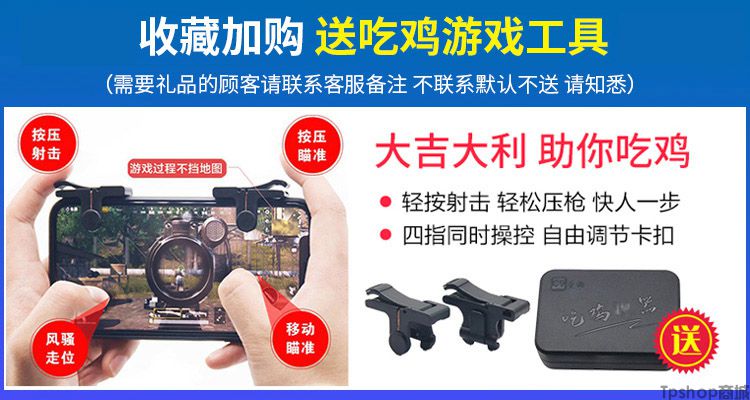 收藏加购 送吃鸡游戏工具
(需要礼品的顾客请联系客服备注 不联系默认不送 请知悉)
按压
射击
按压
瞄准
游戏过程不挡地图
风骚
走位
移动
瞄准
大吉大利 助你吃鸡
轻按射击 轻松压枪 快人一步
四指同时操控 自由调节卡扣
吃鸡
送
Tpshop商城